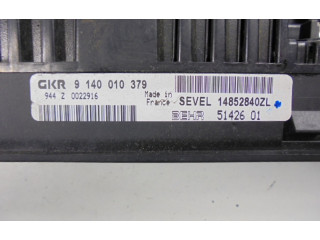 GKR 9 140 010 379
944 Z 0022916
Made in
France
SEVEL 14852840ZL
BEHR 51426 01